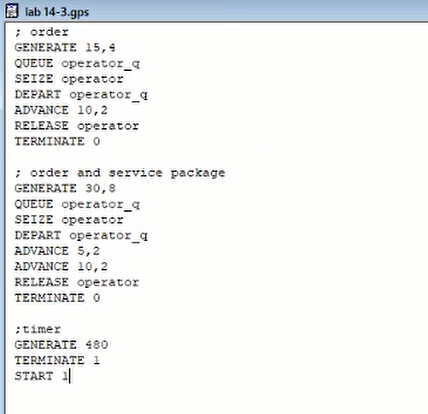 lab 14-3.gps
; order
GENERATE 15,4
QUEUE operator_q
SEIZE operator
DEPART operator_q
ADVANCE 10,2
RELEASE operator
TERMINATE 0
; order and service package
GENERATE 30,8
QUEUE operator_q
SEIZE operator
DEPART operator_q
ADVANCE 5,2
ADVANCE 10,2
RELEASE operator
TERMINATE 0
;timer
GENERATE 480
TERMINATE 1
START 1